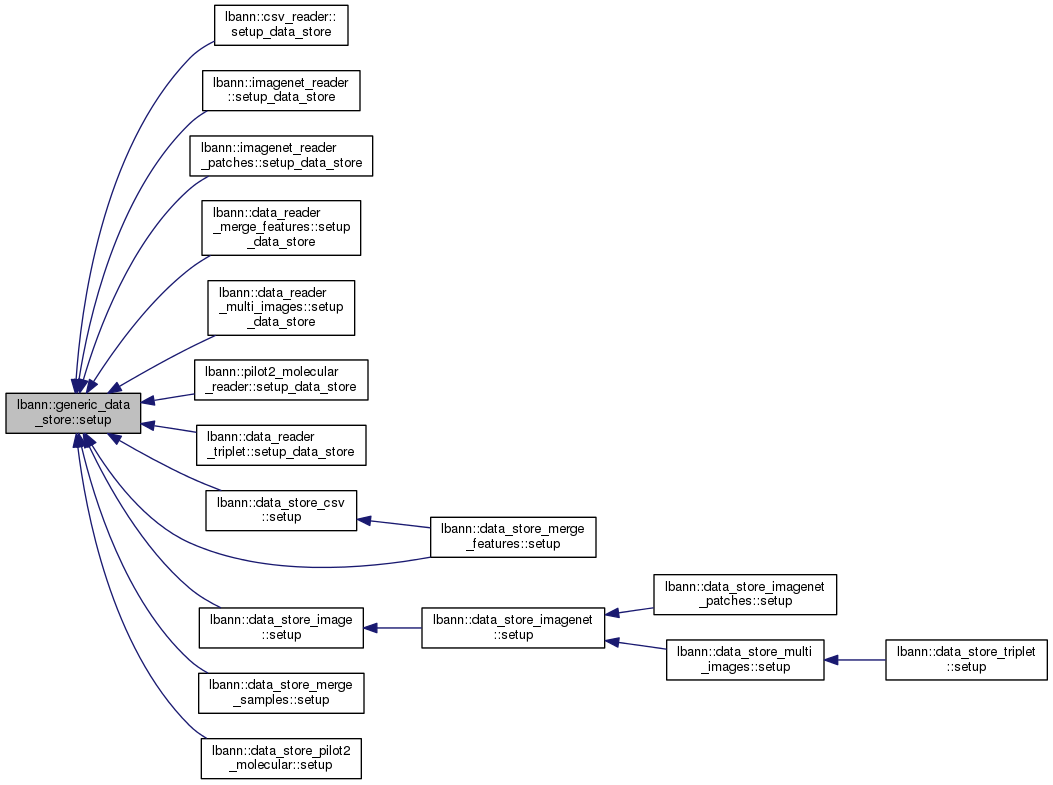 lbann::csv_reader::
setup_data_store
lbann::imagenet_reader
::setup_data_store
lbann::imagenet_reader
_patches::setup_data_store
lbann::data_reader
_merge_features::setup
_data_store
lbann::data_reader
_multi_images::setup
_data_store
lbann::pilot2_molecular
_reader::setup_data_store
lbann::generic_data
_store::setup
lbann::data_reader
_triplet::setup_data_store
lbann::data_store_csv
::setup
lbann::data_store_merge
_features::setup
lbann::data_store_image
::setup
lbann::data_store_imagenet
::setup
lbann::data_store_imagenet
_patches::setup
lbann::data_store_multi
_images::setup
lbann::data_store_triplet
::setup
lbann::data_store_merge
_samples::setup
lbann::data_store_pilot2
_molecular::setup